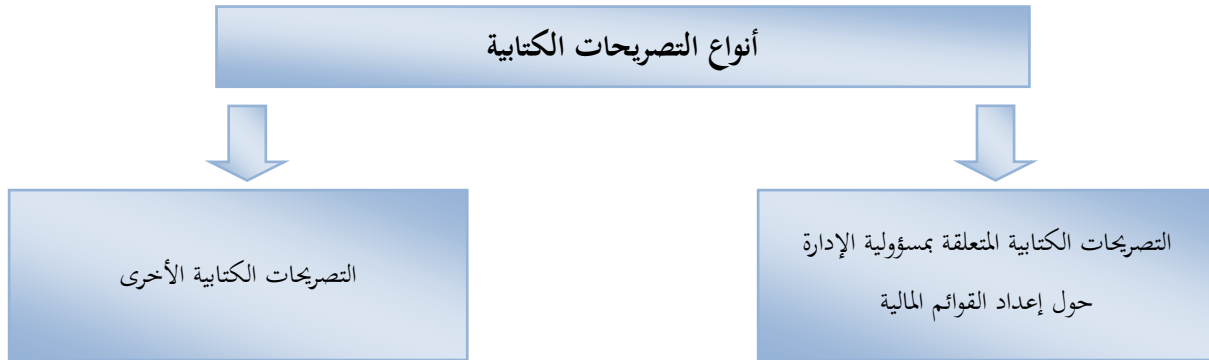 أنواع التصريحات الكتابية
التصريحات الكتابية المتعلقة بمسؤولية الإدارة
حول إعداد القوائم المالية
التصريحات الكتابية الأخرى